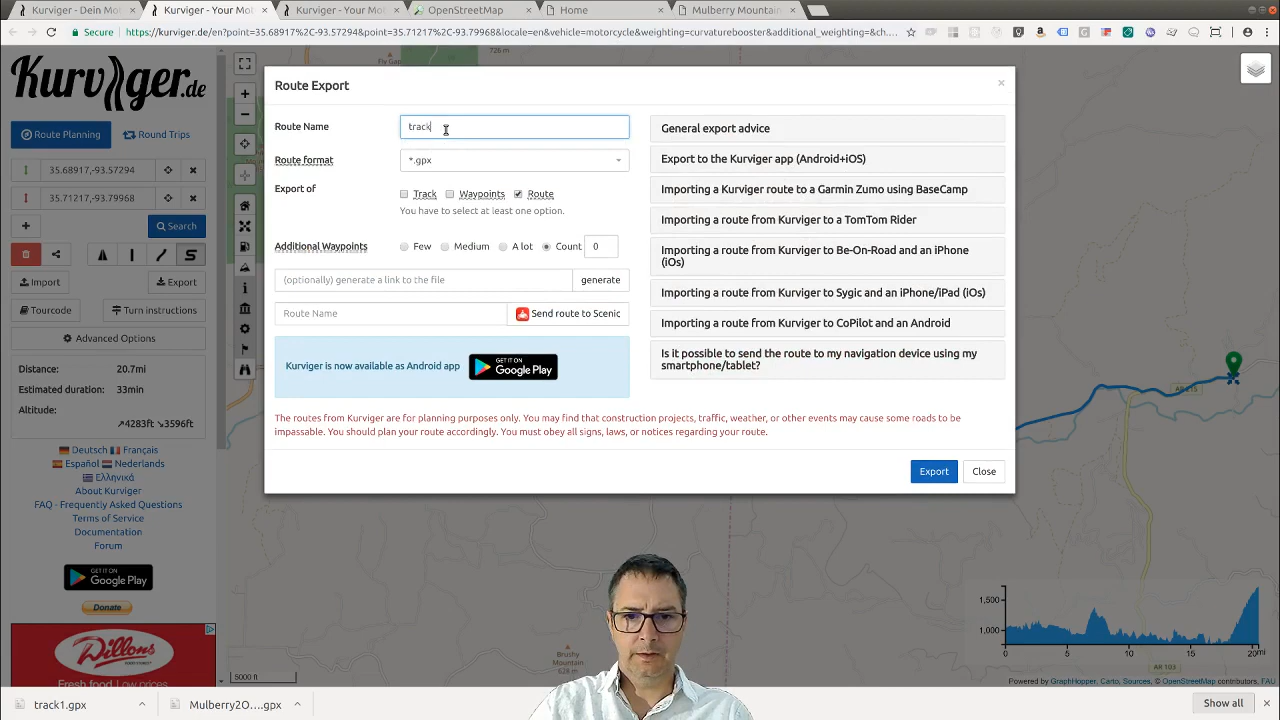 Kurviger - Dein Mot
Kurviger - Your Mot
Kurviger - Your Mot
OpenStreetMap
Home
Mulberry Mountain
Secure
https://kurviger.de/en?point=35.68917%2C-93.57294&point=35.71217%2C-93.79968&locale=en&vehicle=motorcycle&weighting=curvaturebooster&additional_weighting=&ch...
Kurviger.de
Route Planning
Round Trips
35.68917,-93.57294
35.71217,-93.79968
Search
Import
Export
Tourcode
Turn instructions
Advanced Options
Distance: 20.7mi
Estimated duration: 33min
Altitude:
↗4283ft ↘3596ft
Deutsch Français
Español Nederlands
Ελληνικά
About Kurviger
FAQ - Frequently Asked Questions
Terms of Service
Documentation
Forum
GET IT ON
Google Play
Donate
Dillons
Fresh food Low prices
Route Export
×
Route Name
track
Route format
*.gpx
Export of
Track Waypoints Route
You have to select at least one option.
Additional Waypoints
Few Medium A lot Count 0
(optionally) generate a link to the file
generate
Route Name
Send route to Scenic
Kurviger is now available as Android app
GET IT ON
Google Play
General export advice
Export to the Kurviger app (Android+iOS)
Importing a Kurviger route to a Garmin Zumo using BaseCamp
Importing a route from Kurviger to a TomTom Rider
Importing a route from Kurviger to Be-On-Road and an iPhone
(iOs)
Importing a route from Kurviger to Sygic and an iPhone/iPad (iOs)
Importing a route from Kurviger to CoPilot and an Android
Is it possible to send the route to my navigation device using my
smartphone/tablet?
The routes from Kurviger are for planning purposes only. You may find that construction projects, traffic, weather, or other events may cause some roads to be
impassable. You should plan your route accordingly. You must obey all signs, laws, or notices regarding your route.
Export
Close
726 m
AR 215
Brushy
Mountain
628 m
AR 103
5000 ft
1,500
1,000
0 5 10 15 20mi
Powered by GraphHopper, Carto, Sources, © OpenStreetMap contributors, FAU
track1.gpx
Mulberry2O....gpx
Show all